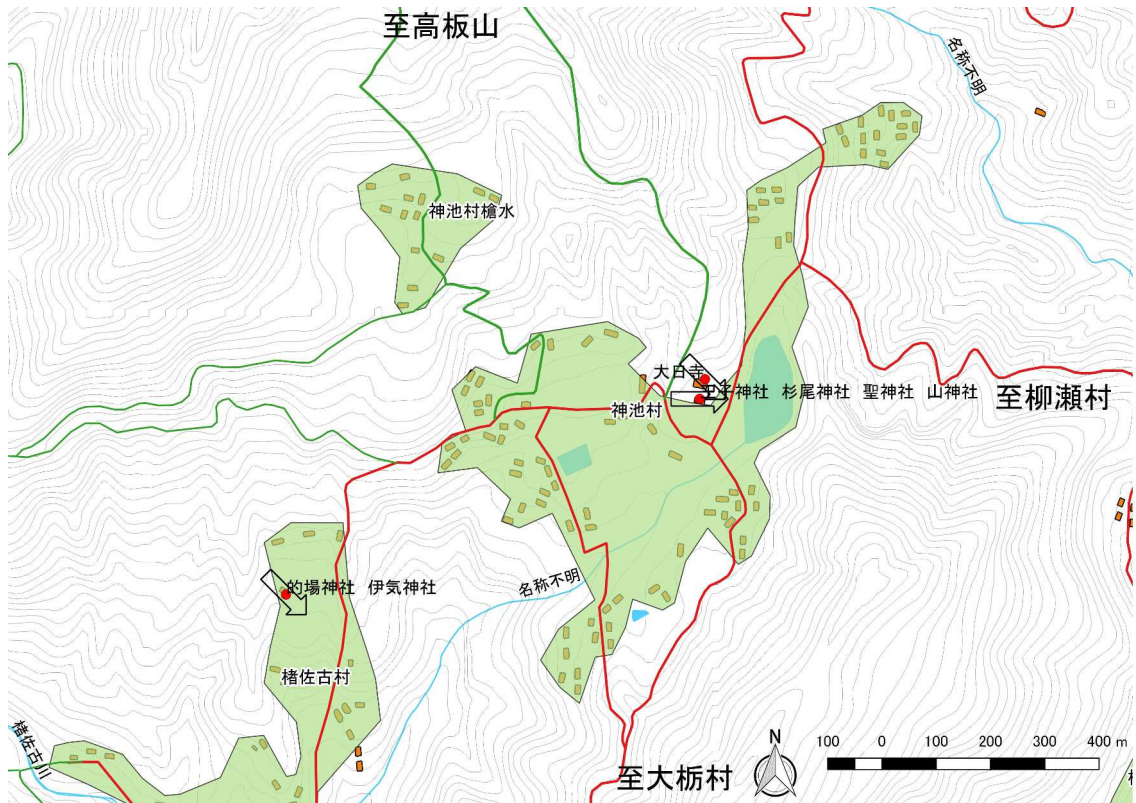 至高板山
名称不明
神池村槍水
大日寺
王子神社 杉尾神社 聖神社 山神社
至柳瀬村
神池村
名称不明
的場神社 伊気神社
楮佐古村
楮佐古川
至大栃村
N
100 0 100 200 300 400 m